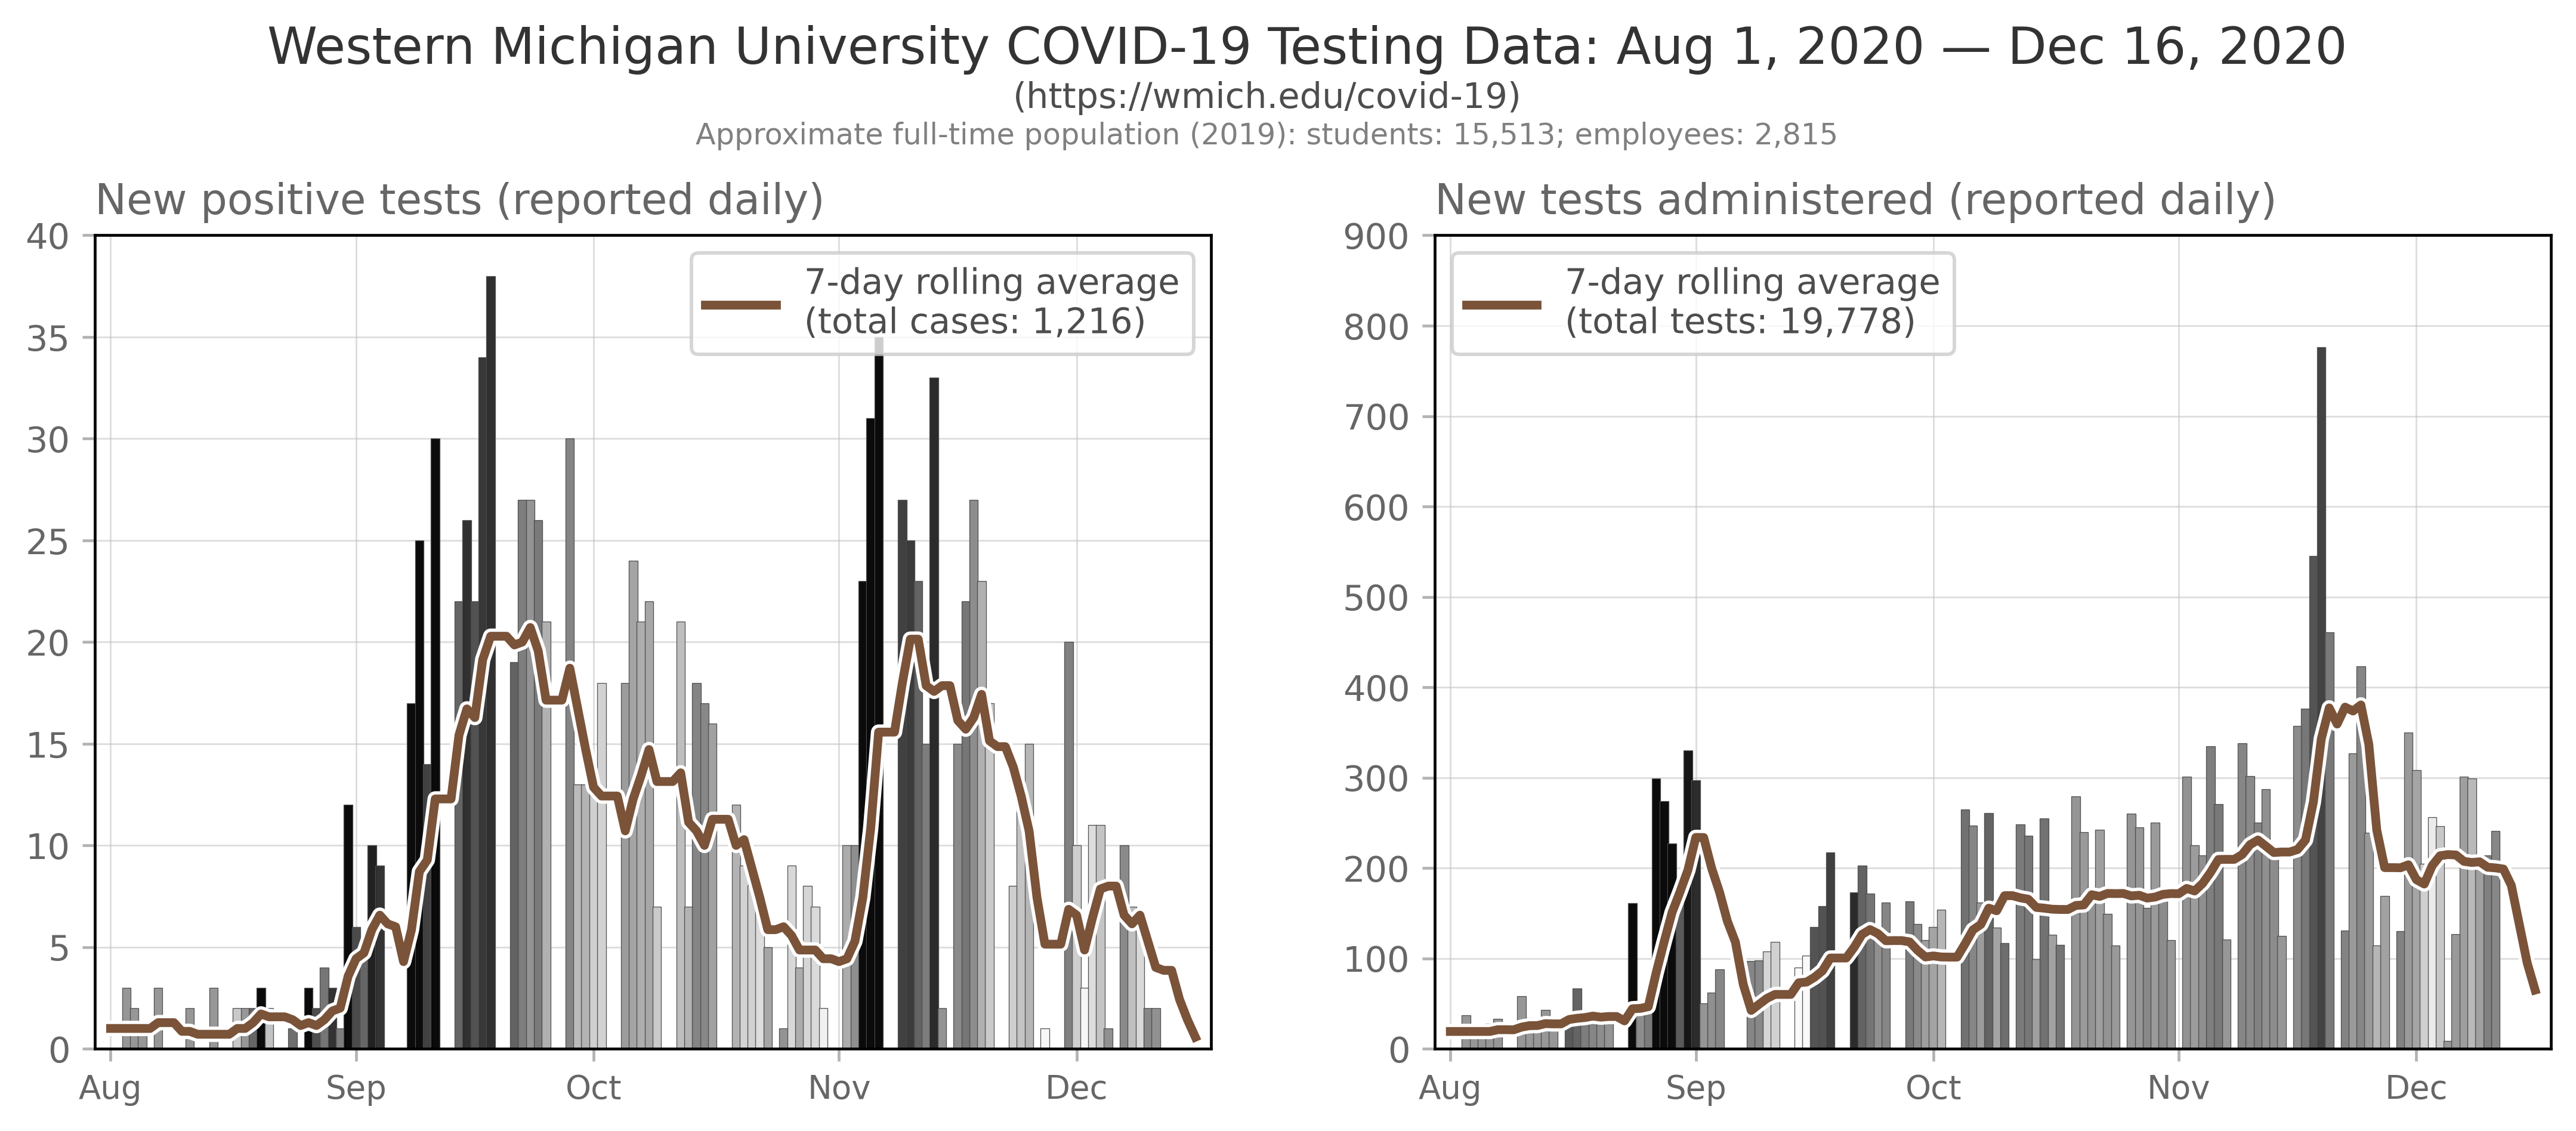 Western Michigan University COVID-19 Testing Data: Aug 1, 2020 — Dec 16, 2020
(https://wmich.edu/covid-19)
Approximate full-time population (2019): students: 15,513; employees: 2,815
New positive tests (reported daily)
40
35
30
25
20
15
10
5
0
7-day rolling average
(total cases: 1,216)
Aug Sep Oct Nov Dec
New tests administered (reported daily)
900
800
700
600
500
400
300
200
100
0
7-day rolling average
(total tests: 19,778)
Aug Sep Oct Nov Dec